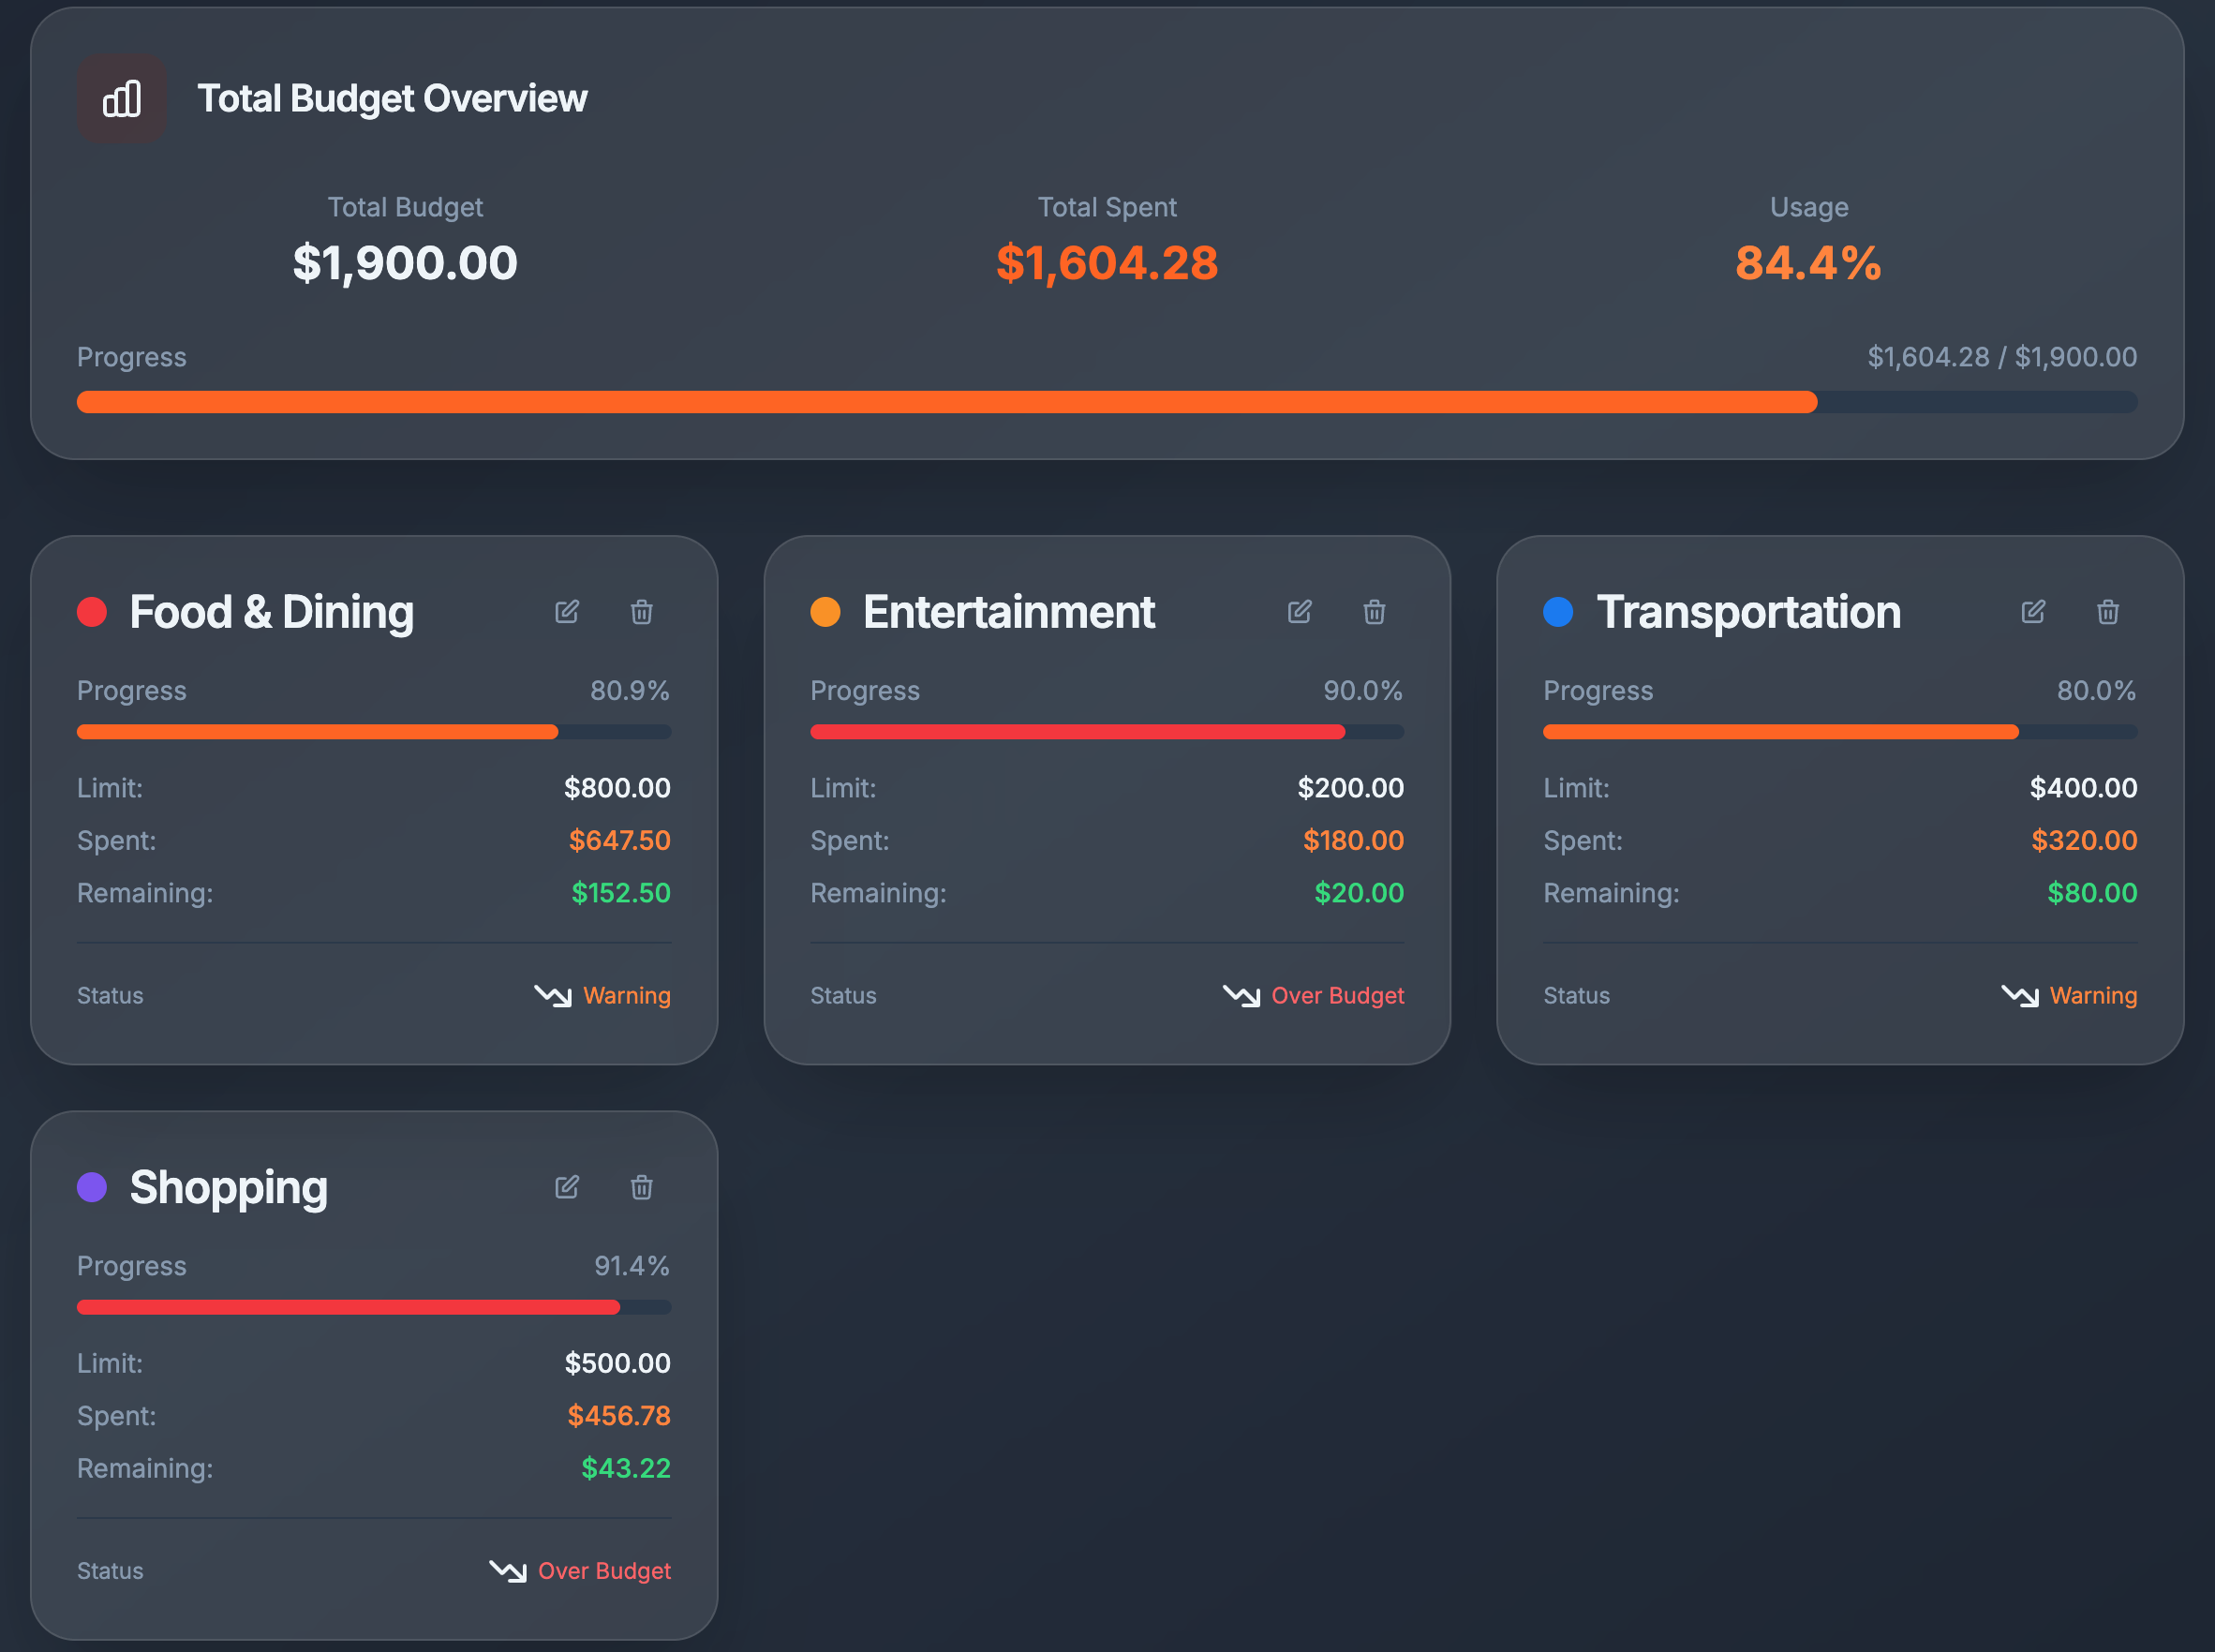 Total Budget Overview
Total Budget
$1,900.00
Total Spent
$1,604.28
Usage
84.4%
Progress
$1,604.28 / $1,900.00
Food & Dining
Progress
80.9%
Limit:
$800.00
Spent:
$647.50
Remaining:
$152.50
Status
Warning
Entertainment
Progress
90.0%
Limit:
$200.00
Spent:
$180.00
Remaining:
$20.00
Status
Over Budget
Transportation
Progress
80.0%
Limit:
$400.00
Spent:
$320.00
Remaining:
$80.00
Status
Warning
Shopping
Progress
91.4%
Limit:
$500.00
Spent:
$456.78
Remaining:
$43.22
Status
Over Budget